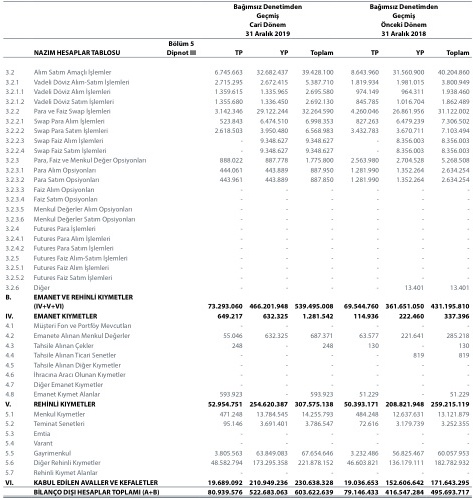 Bağımsız Denetimden Bağımsız Denetimden
Geçmiş Geçmiş
Cari Dönem Önceki Dönem
31 Aralık 2019 31 Aralık 2018
Bölüm 5
NAZIM HESAPLAR TABLOSU Dipnot III TP YP Toplam TP YP Toplam
3.2 Alım Satım Amaçlı İşlemler 6.745.663 32.682.437 39.428.100 8.643.960 31.560.900 40.204.860
3.2.1 Vadeli Döviz Alım-Satım İşlemleri 2.715.295 2.672.415 5.387.710 1.819.934 1.981.015 3.800.949
3.2.1.1 Vadeli Döviz Alım İşlemleri 1.359.615 1.335.965 2.695.580 974.149 964.311 1.938.460
3.2.1.2 Vadeli Döviz Satım İşlemleri 1.355.680 1.336.450 2.692.130 845.785 1.016.704 1.862.489
3.2.2 Para ve Faiz Swap İşlemleri 3.142.346 29.122.244 32.264.590 4.260.046 26.861.956 31.122.002
3.2.2.1 Swap Para Alım İşlemleri 523.843 6.474.510 6.998.353 827.263 6.479.239 7.306.502
3.2.2.2 Swap Para Satım İşlemleri 2.618.503 3.950.480 6.568.983 3.432.783 3.670.711 7.103.494
3.2.2.3 Swap Faiz Alım İşlemleri - 9.348.627 9.348.627 - 8.356.003 8.356.003
3.2.2.4 Swap Faiz Satım İşlemleri - 9.348.627 9.348.627 - 8.356.003 8.356.003
3.2.3 Para, Faiz ve Menkul Değer Opsiyonları 888.022 887.778 1.775.800 2.563.980 2.704.528 5.268.508
3.2.3.1 Para Alım Opsiyonları 444.061 443.889 887.950 1.281.990 1.352.264 2.634.254
3.2.3.2 Para Satım Opsiyonları 443.961 443.889 887.850 1.281.990 1.352.264 2.634.254
3.2.3.3 Faiz Alım Opsiyonları - - - - - -
3.2.3.4 Faiz Satım Opsiyonları - - - - - -
3.2.3.5 Menkul Değerler Alım Opsiyonları - - - - - -
3.2.3.6 Menkul Değerler Satım Opsiyonları - - - - - -
3.2.4 Futures Para İşlemleri - - - - - -
3.2.4.1 Futures Para Alım İşlemleri - - - - - -
3.2.4.2 Futures Para Satım İşlemleri - - - - - -
3.2.5 Futures Faiz Alım-Satım İşlemleri - - - - - -
3.2.5.1 Futures Faiz Alım İşlemleri - - - - - -
3.2.5.2 Futures Faiz Satım İşlemleri - - - - - -
3.2.6 Diğer - - - - 13.401 13.401
B. EMANET VE REHİNLİ KIYMETLER
(IV+V+VI) 73.293.060 466.201.948 539.495.008 69.544.760 361.651.050 431.195.810
IV. EMANET KIYMETLER 649.217 632.325 1.281.542 114.936 222.460 337.396
4.1 Müşteri Fon ve Portföy Mevcutları - - - - - -
4.2 Emanete Alınan Menkul Değerler 55.046 632.325 687.371 63.577 221.641 285.218
4.3 Tahsile Alınan Çekler 248 - 248 130 - 130
4.4 Tahsile Alınan Ticari Senetler - - - - 819 819
4.5 Tahsile Alınan Diğer Kıymetler - - - - - -
4.6 İhracına Aracı Olunan Kıymetler - - - - - -
4.7 Diğer Emanet Kıymetler - - - - - -
4.8 Emanet Kıymet Alanlar 593.923 - 593.923 51.229 - 51.229
V. REHİNLİ KIYMETLER 52.954.751 254.620.387 307.575.138 50.393.171 208.821.948 259.215.119
5.1 Menkul Kıymetler 471.248 13.784.545 14.255.793 484.248 12.637.631 13.121.879
5.2 Teminat Senetleri 95.146 3.691.401 3.786.547 72.616 3.179.739 3.252.355
5.3 Emtia - - - - - -
5.4 Varant - - - - - -
5.5 Gayrimenkul 3.805.563 63.849.083 67.654.646 3.232.486 56.825.467 60.057.953
5.6 Diğer Rehinli Kıymetler 48.582.794 173.295.358 221.878.152 46.603.821 136.179.111 182.782.932
5.7 Rehinli Kıymet Alanlar - - - - - -
VI. KABUL EDİLEN AVALLER VE KEFALETLER 19.689.092 210.949.236 230.638.328 19.036.653 152.606.642 171.643.295
BİLANÇO DIŞI HESAPLAR TOPLAMI (A+B) 80.939.576 522.683.063 603.622.639 79.146.433 416.547.284 495.693.717